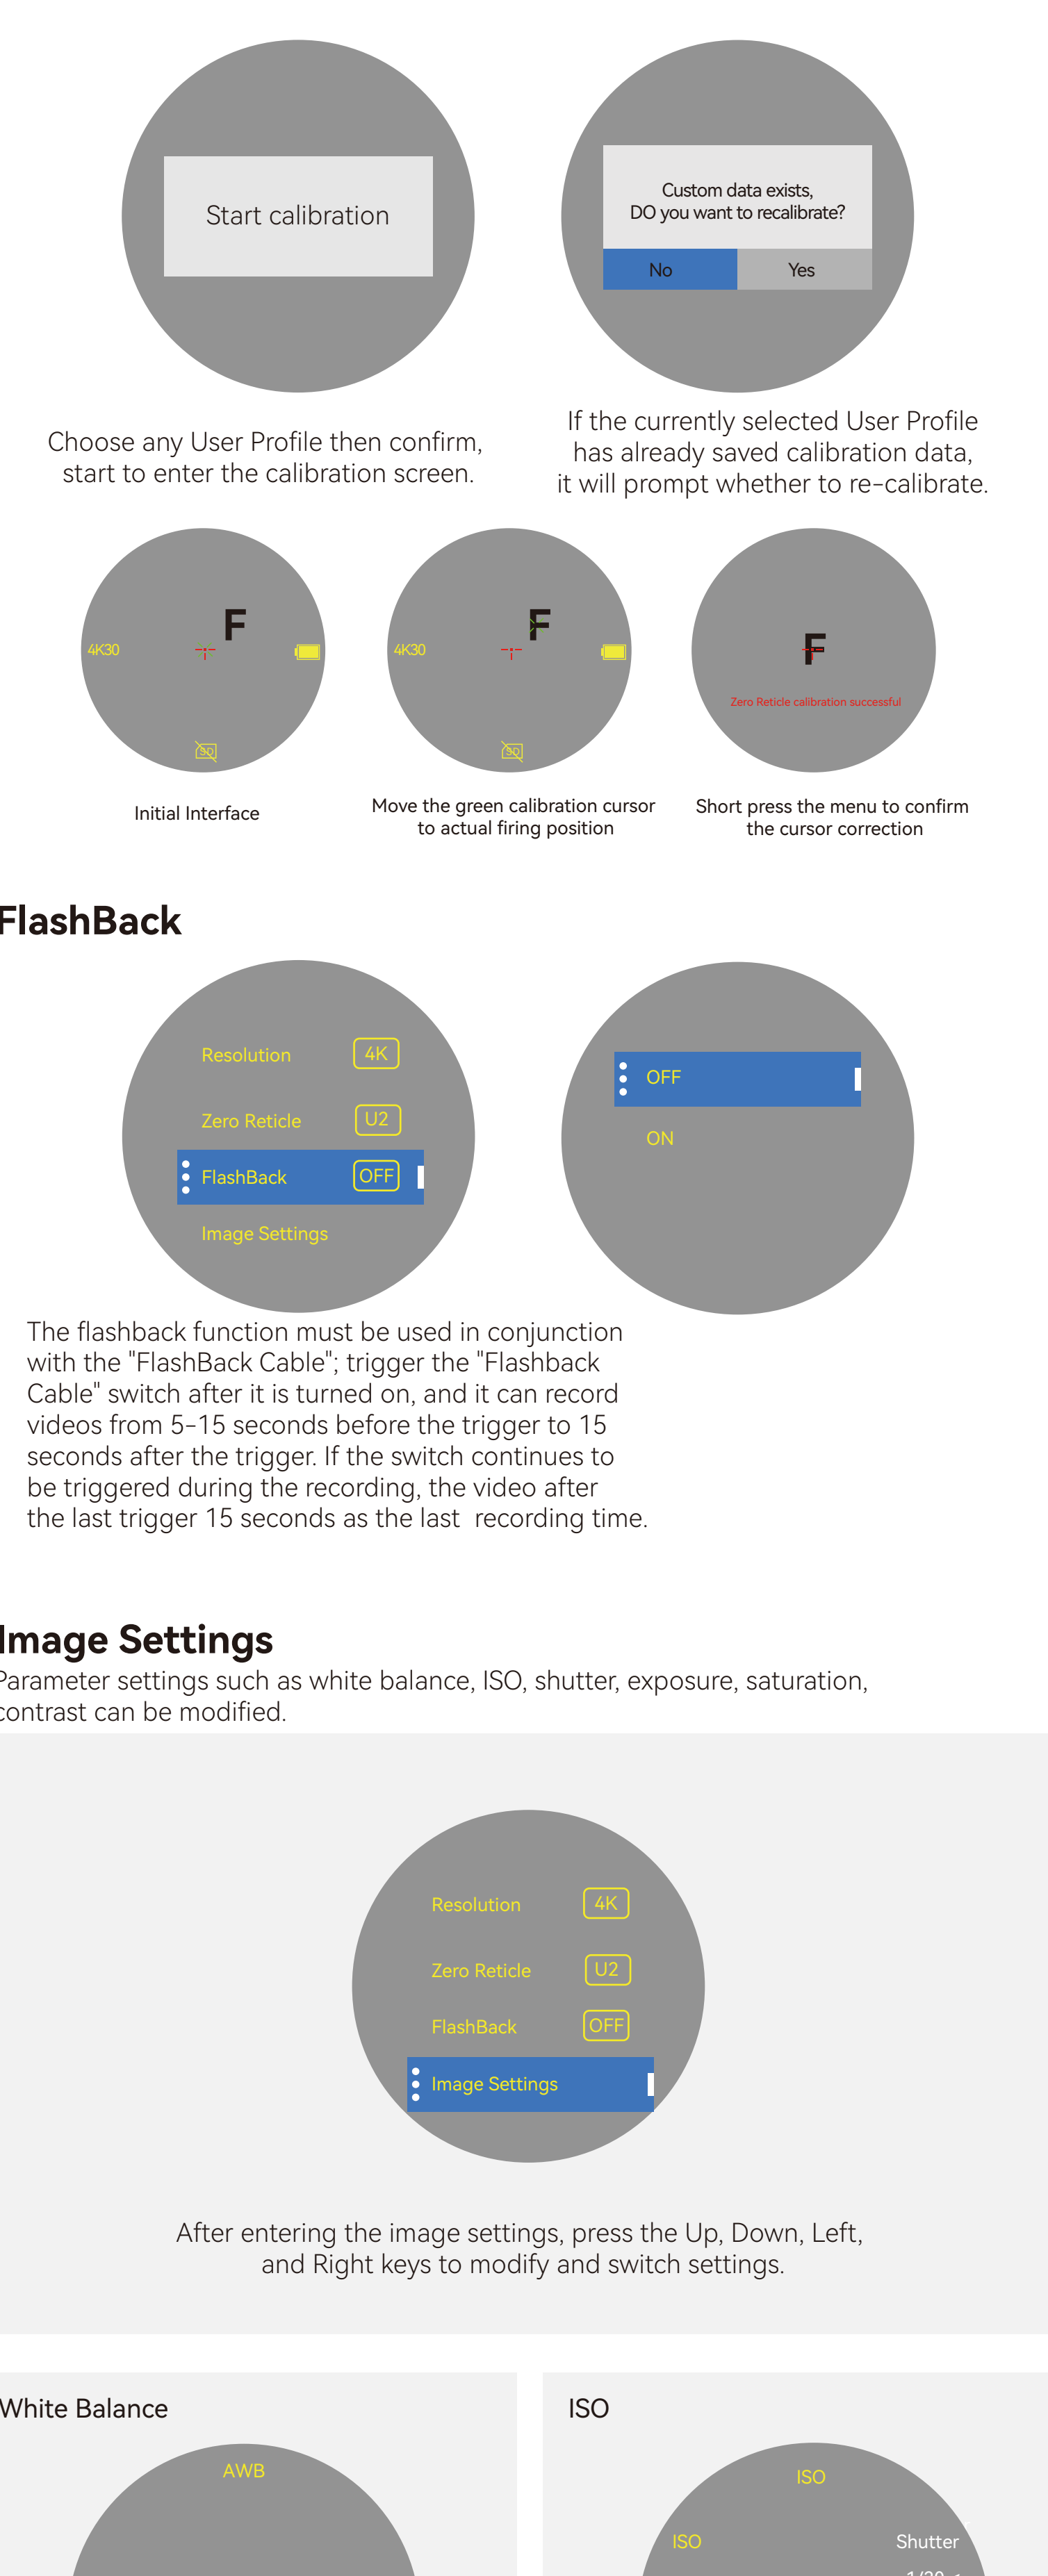 Start calibration
Custom data exists,
DO you want to recalibrate?
No
Yes
Choose any User Profile then confirm,
start to enter the calibration screen.
If the currently selected User Profile
has already saved calibration data,
it will prompt whether to re-calibrate.
4K30
F
SD
4K30
F
SD
F
Zero Reticle calibration successful
Initial Interface
Move the green calibration cursor
to actual firing position
Short press the menu to confirm
the cursor correction
FlashBack
Resolution 4K
Zero Reticle U2
FlashBack OFF
Image Settings
OFF
ON
The flashback function must be used in conjunction
with the "FlashBack Cable"; trigger the "Flashback
Cable" switch after it is turned on, and it can record
videos from 5-15 seconds before the trigger to 15
seconds after the trigger. If the switch continues to
be triggered during the recording, the video after
the last trigger 15 seconds as the last recording time.
Image Settings
Parameter settings such as white balance, ISO, shutter, exposure, saturation,
contrast can be modified.
Resolution 4K
Zero Reticle U2
FlashBack OFF
Image Settings
After entering the image settings, press the Up, Down, Left,
and Right keys to modify and switch settings.
White Balance
AWB
ISO
ISO
ISO
Shutter